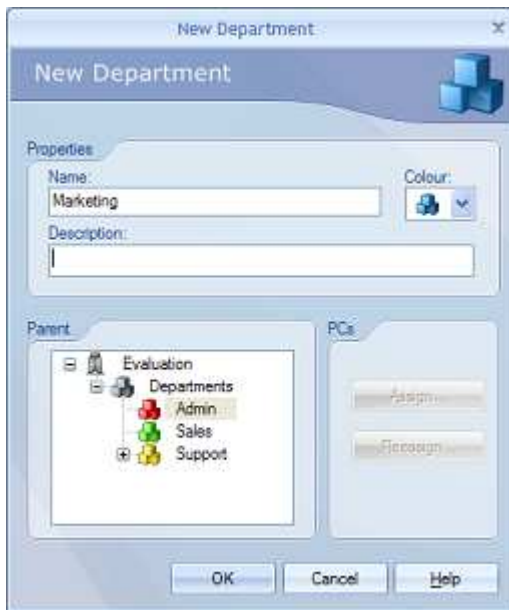 New Department
New Department
Properties
Name:
Colour:
Marketing
Description:
Parent
PCs
Evaluation
Departments
Admin
Sales
Support
Assign...
Reassign...
OK
Cancel
Help